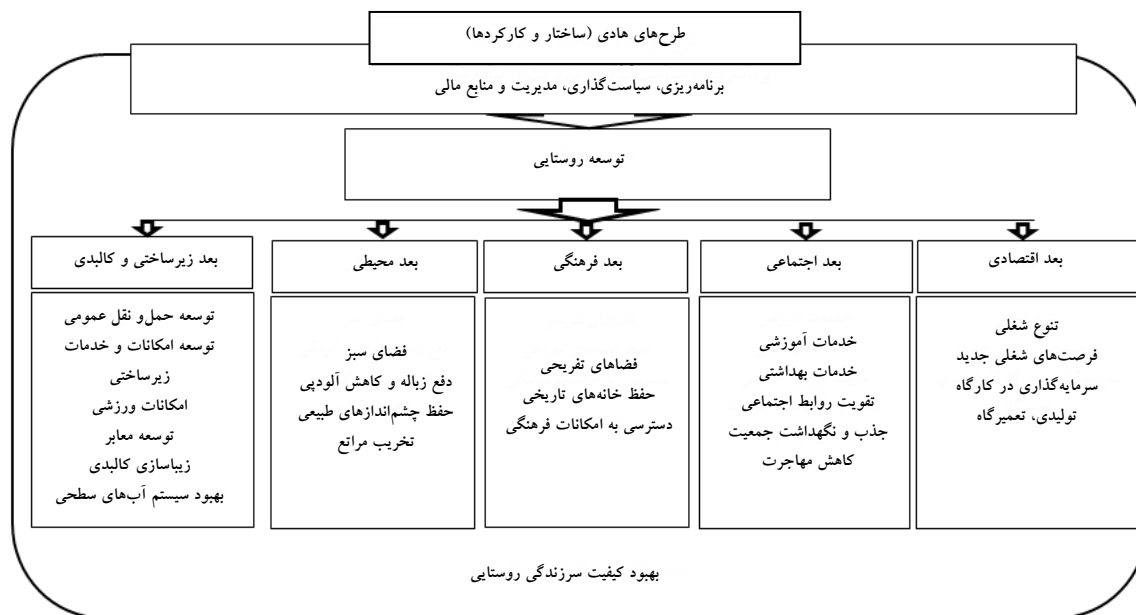 طرح‌های هادی (ساختار و کارکردها)
برنامه‌ریزی، سیاست‌گذاری، مدیریت و منابع مالی
توسعه روستایی
بعد اقتصادی
تنوع شغلی
فرصت‌های شغلی جدید
سرمایه‌گذاری در کارگاه
تولیدی، تعمیرگاه
بعد اجتماعی
خدمات آموزشی
خدمات بهداشتی
تقویت روابط اجتماعی
جذب و نگهداشت جمعیت
کاهش مهاجرت
بعد فرهنگی
فضاهای تفریحی
حفظ خانه‌های تاریخی
دسترسی به امکانات فرهنگی
بعد محیطی
فضای سبز
دفع زباله و کاهش آلودپی
حفظ چشم‌اندازهای طبیعی
تخریب مراتع
بعد زیرساختی و کالبدی
توسعه حمل‌و نقل عمومی
توسعه امکانات و خدمات
زیرساختی
امکانات ورزشی
توسعه معابر
زیباسازی کالبدی
بهبود سیستم آب‌های سطحی
بهبود کیفیت سرزندگی روستایی